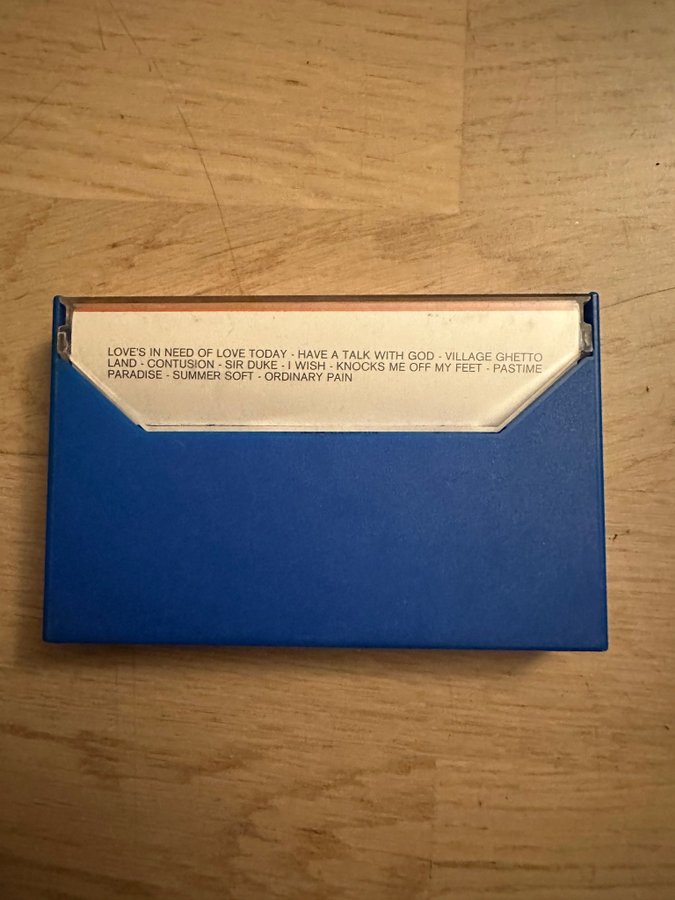 LOVE'S IN NEED OF LOVE TODAY - HAVE A TALK WITH GOD - VILLAGE GHETTO
LAND - CONTUSION - SIR DUKE - I WISH - KNOCKS ME OFF MY FEET - PASTIME
PARADISE - SUMMER SOFT - ORDINARY PAIN